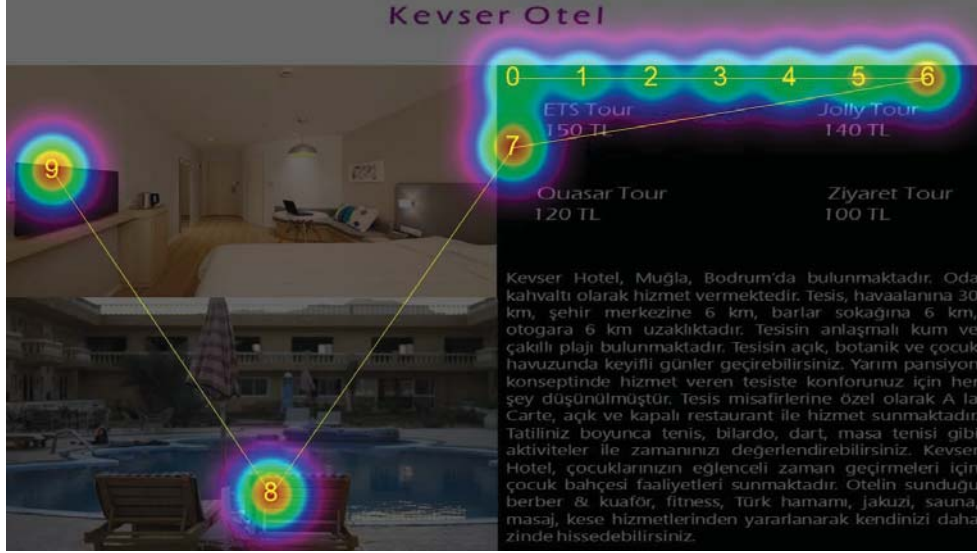 Kevser Otel
0 1 2 3 4 5 6
ETS Tour Jolly Tour
150 TL 140 TL
7
9
Quasar Tour Ziyaret Tour
120 TL 100 TL
Kevser Hotel, Muğla, Bodrum'da bulunmaktadır. Oda
kahvaltı olarak hizmet vermektedir. Tesis, havaalanına 30
km, şehir merkezine 6 km, barlar sokağına 6 km,
otogara 6 km uzaklıktadır. Tesisin anlaşmalı kum ve
çakıllı plajı bulunmaktadır. Tesisin açık, botanik ve çocuk
havuzunda keyifli günler geçirebilirsiniz. Yarım pansiyon
konseptinde hizmet veren tesiste konforunuz için her
şey düşünülmüştür. Tesis misafirlerine özel olarak A la
Carte, açık ve kapalı restaurant ile hizmet sunmaktadır
Tatiliniz boyunca tenis, bilardo, dart, masa tenisi gibi
aktiviteler ile zamanınızı değerlendirebilirsiniz. Kevser
Hotel, çocuklarınızın eğlenceli zaman geçirmeleri için
çocuk bahçesi faaliyetleri sunmaktadır. Otelin sunduğu
berber & kuaför, fitness, Türk hamamı, jakuzi, sauna,
masaj, kese hizmetlerinden yararlanarak kendinizi daha
zinde hissedebilirsiniz.
8